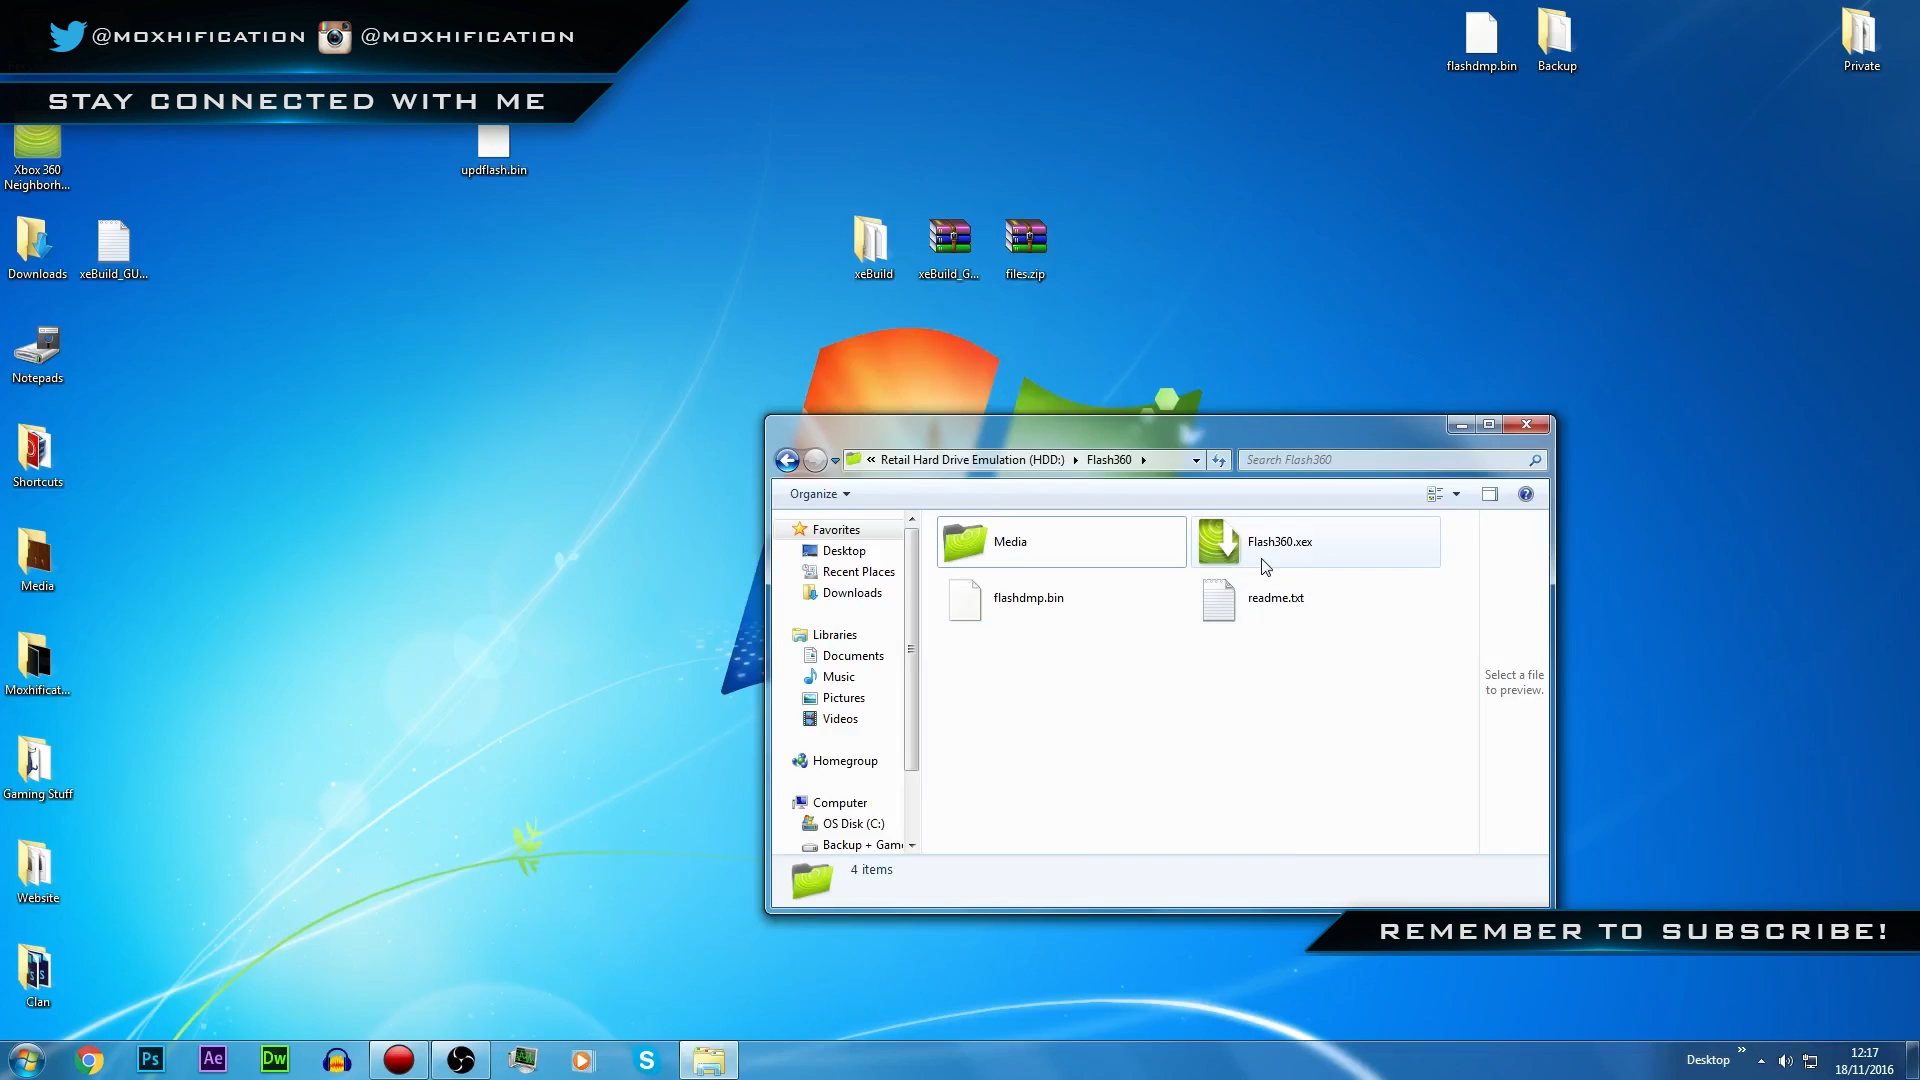 @MOXHIFICATION @MOXHIFICATION
STAY CONNECTED WITH ME
flashdmp.bin
Backup
Private
Xbox 360 Neighborh...
updflash.bin
Downloads
xeBuild_GU...
xeBuild
xeBuild_G...
files.zip
Notepads
Shortcuts
Media
Moxhificat...
Gaming Stuff
Website
Clan
« Retail Hard Drive Emulation (HDD:) Flash360
Search Flash360
Organize
Favorites
Desktop
Recent Places
Downloads
Libraries
Documents
Music
Pictures
Videos
Homegroup
Computer
OS Disk (C:)
Backup + Gam
Media
Flash360.xex
flashdmp.bin
readme.txt
Select a file
to preview.
4 items
REMEMBER TO SUBSCRIBE!
Ps
Ae
Dw
S
Desktop
»
12:17
18/11/2016